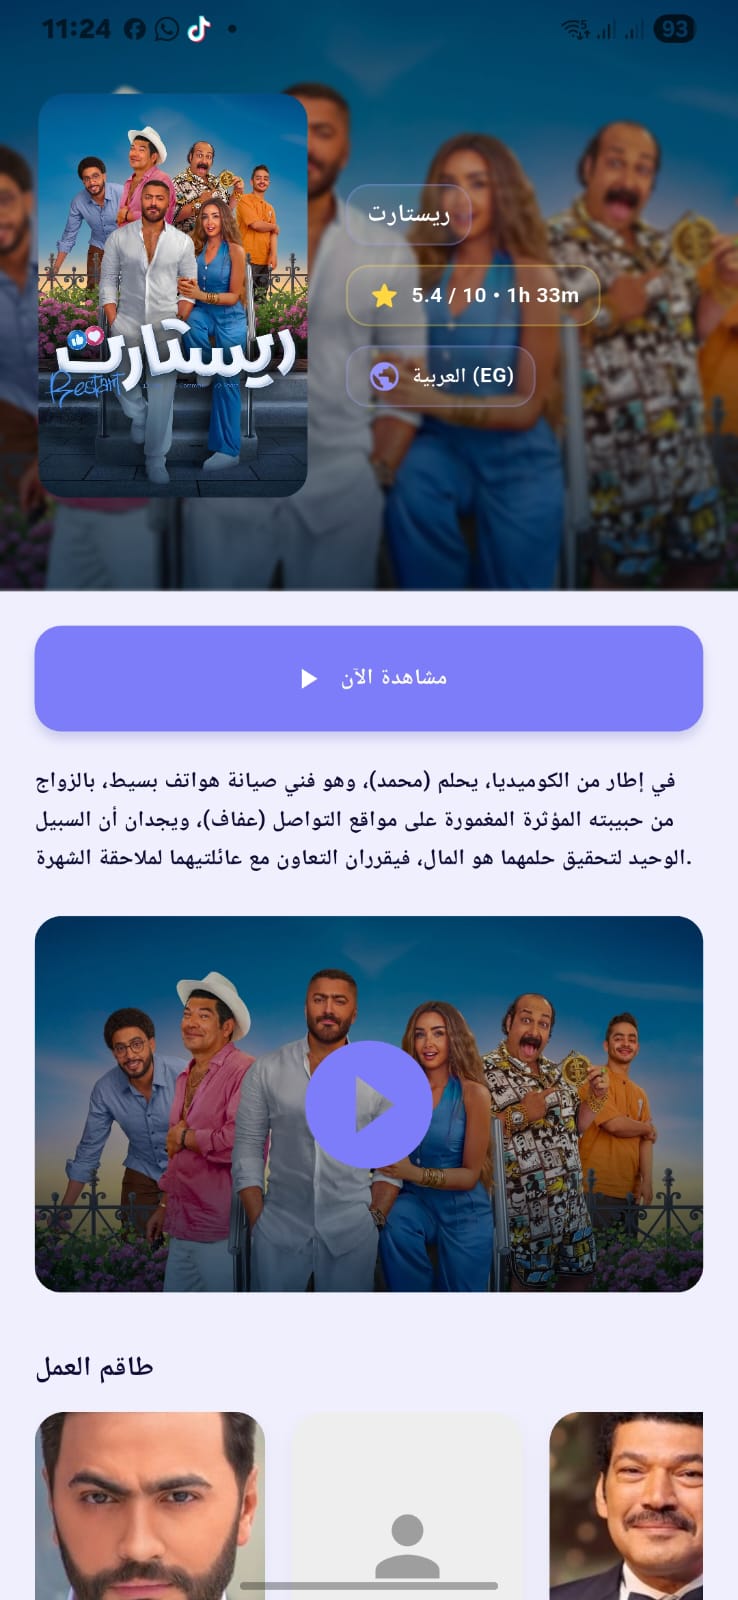 11:24
93
ريستارت
Restart
ريستارت
5.4 / 10 • 1h 33m
العربية (EG)
مشاهدة الآن
في إطار من الكوميديا، يحلم (محمد)، وهو فني صيانة هواتف بسيط، بالزواج
من حبيبته المؤثرة المغمورة على مواقع التواصل (عفاف)، ويجدان أن السبيل
الوحيد لتحقيق حلمهما هو المال، فيقرران التعاون مع عائلتيهما لملاحقة الشهرة.
طاقم العمل